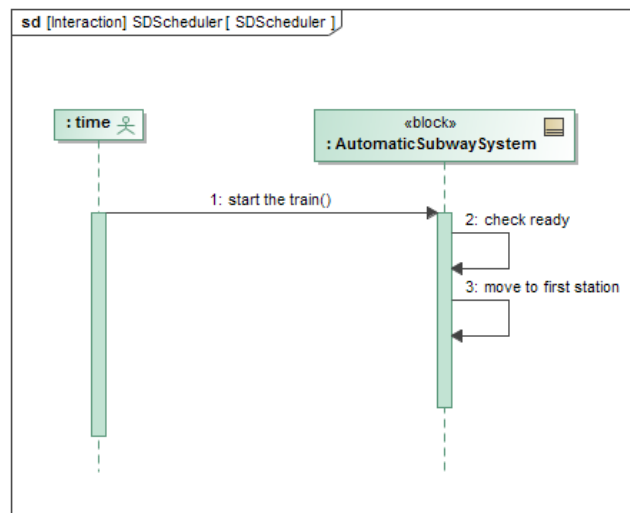 sd [Interaction] SDScheduler[ SDScheduler ]
: time
«block»
: AutomaticSubwaySystem
1: start the train()
2: check ready
3: move to first station